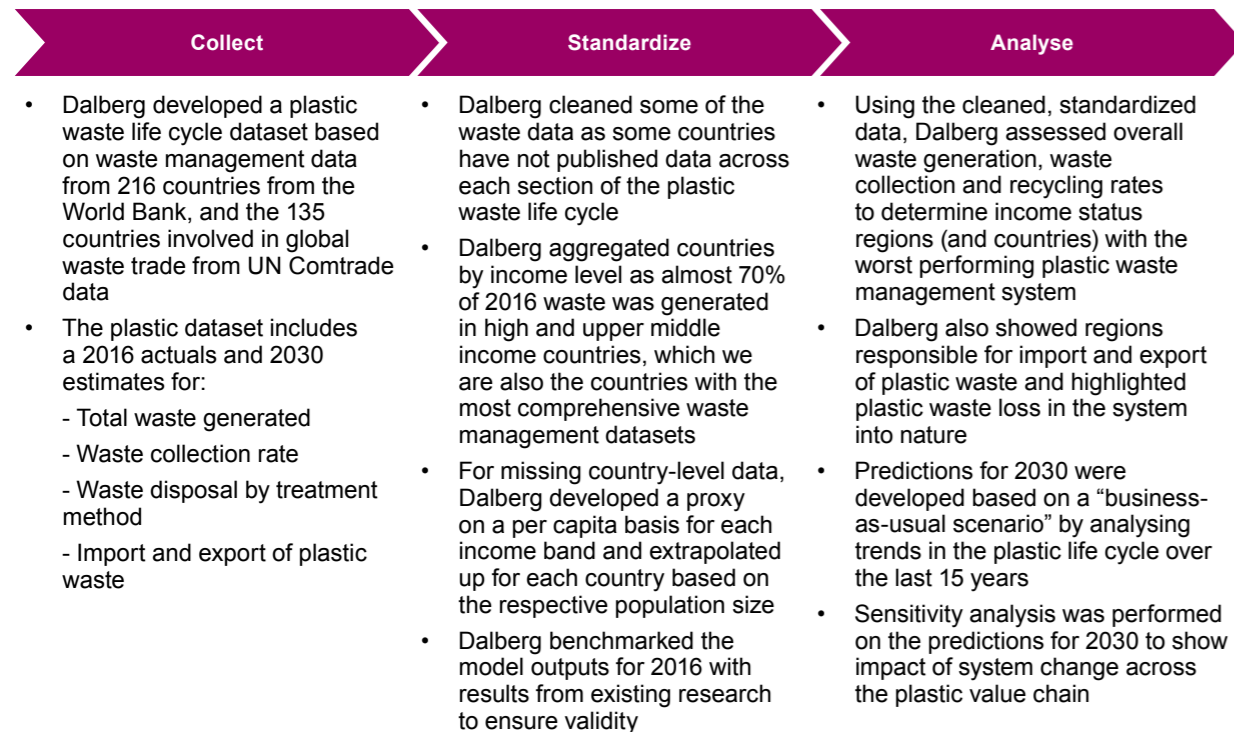 Collect
• Dalberg developed a plastic
waste life cycle dataset based
on waste management data
from 216 countries from the
World Bank, and the 135
countries involved in global
waste trade from UN Comtrade
data
• The plastic dataset includes
a 2016 actuals and 2030
estimates for:
- Total waste generated
- Waste collection rate
- Waste disposal by treatment
method
- Import and export of plastic
waste
Standardize
• Dalberg cleaned some of the
waste data as some countries
have not published data across
each section of the plastic
waste life cycle
• Dalberg aggregated countries
by income level as almost 70%
of 2016 waste was generated
in high and upper middle
income countries, which we
are also the countries with the
most comprehensive waste
management datasets
• For missing country-level data,
Dalberg developed a proxy
on a per capita basis for each
income band and extrapolated
up for each country based on
the respective population size
• Dalberg benchmarked the
model outputs for 2016 with
results from existing research
to ensure validity
Analyse
• Using the cleaned, standardized
data, Dalberg assessed overall
waste generation, waste
collection and recycling rates
to determine income status
regions (and countries) with the
worst performing plastic waste
management system
• Dalberg also showed regions
responsible for import and export
of plastic waste and highlighted
plastic waste loss in the system
into nature
• Predictions for 2030 were
developed based on a “business-
as-usual scenario” by analysing
trends in the plastic life cycle over
the last 15 years
• Sensitivity analysis was performed
on the predictions for 2030 to show
impact of system change across
the plastic value chain